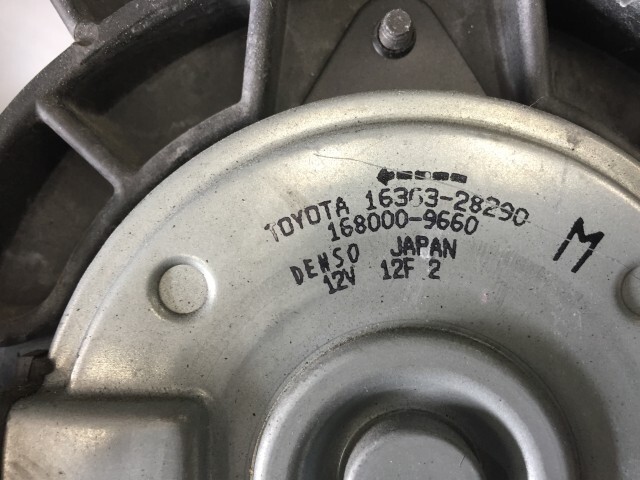 TOYOTA 16363-28290
168000-9660
DENSO JAPAN
12V 12F 2
M